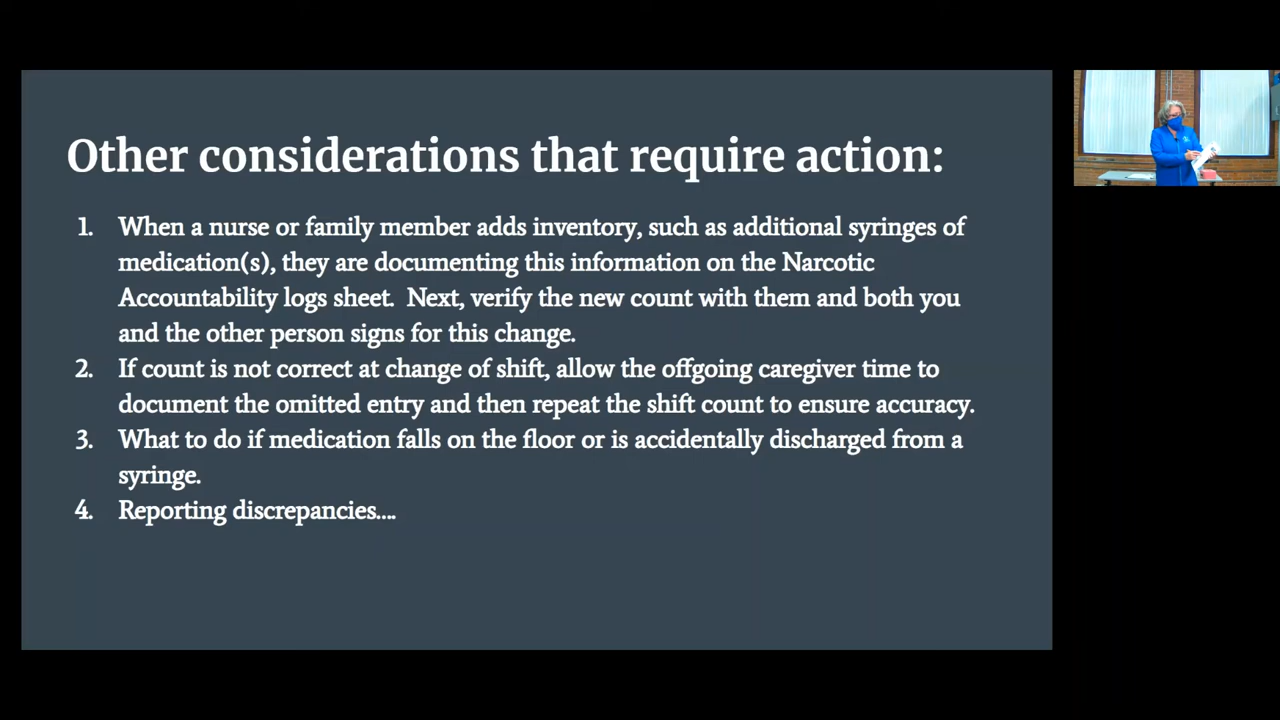 Other considerations that require action:
1. When a nurse or family member adds inventory, such as additional syringes of
medication(s), they are documenting this information on the Narcotic
Accountability logs sheet. Next, verify the new count with them and both you
and the other person signs for this change.
2. If count is not correct at change of shift, allow the offgoing caregiver time to
document the omitted entry and then repeat the shift count to ensure accuracy.
3. What to do if medication falls on the floor or is accidentally discharged from a
syringe.
4. Reporting discrepancies....